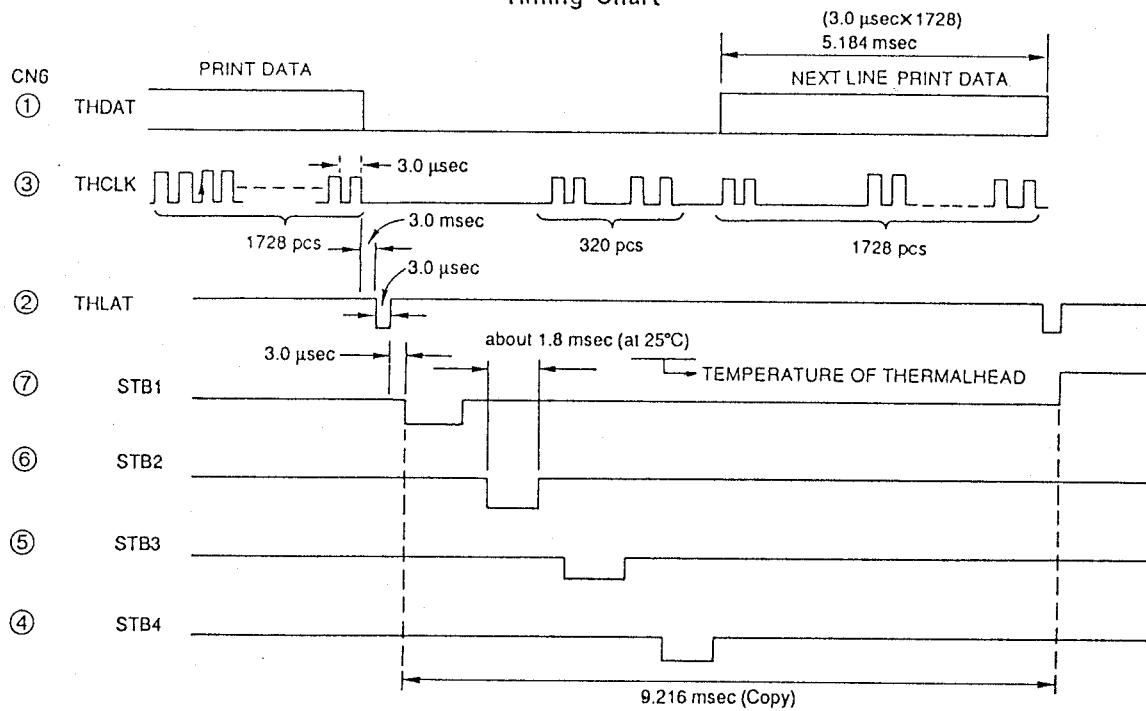 Timing Chart
(3.0 µsec×1728)
5.184 msec
CN6
PRINT DATA
NEXT LINE PRINT DATA
① THDAT
3.0 µsec
③ THCLK
1728 pcs
3.0 msec
320 pcs
1728 pcs
3.0 µsec
② THLAT
3.0 µsec
about 1.8 msec (at 25°C)
TEMPERATURE OF THERMALHEAD
⑦ STB1
⑥ STB2
⑤ STB3
④ STB4
9.216 msec (Copy)